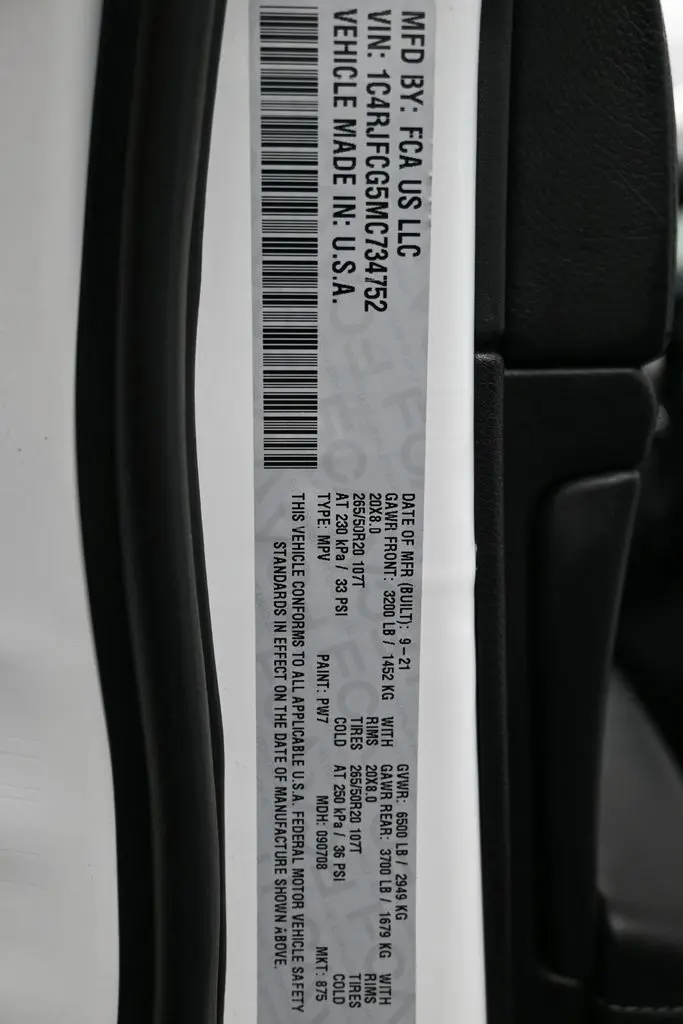 MFD BY: FCA US LLC
VIN: 1C4RJFCG5MC734752
VEHICLE MADE IN: U.S.A.
DATE OF MFR (BUILT): 9-21 GVWR: 6500 LB / 2949 KG
GAWR FRONT: 3200 LB / 1452 KG WITH GAWR REAR: 3700 LB / 1679 KG WITH
20X8.0 RIMS 20X8.0 RIMS
265/50R20 107T TIRES 265/50R20 107T TIRES
AT 230 kPa / 33 PSI COLD AT 250 kPa / 36 PSI COLD
TYPE: MPV PAINT: PW7 MDH: 090708 MKT: 875
THIS VEHICLE CONFORMS TO ALL APPLICABLE U.S.A. FEDERAL MOTOR VEHICLE SAFETY
STANDARDS IN EFFECT ON THE DATE OF MANUFACTURE SHOWN ABOVE.